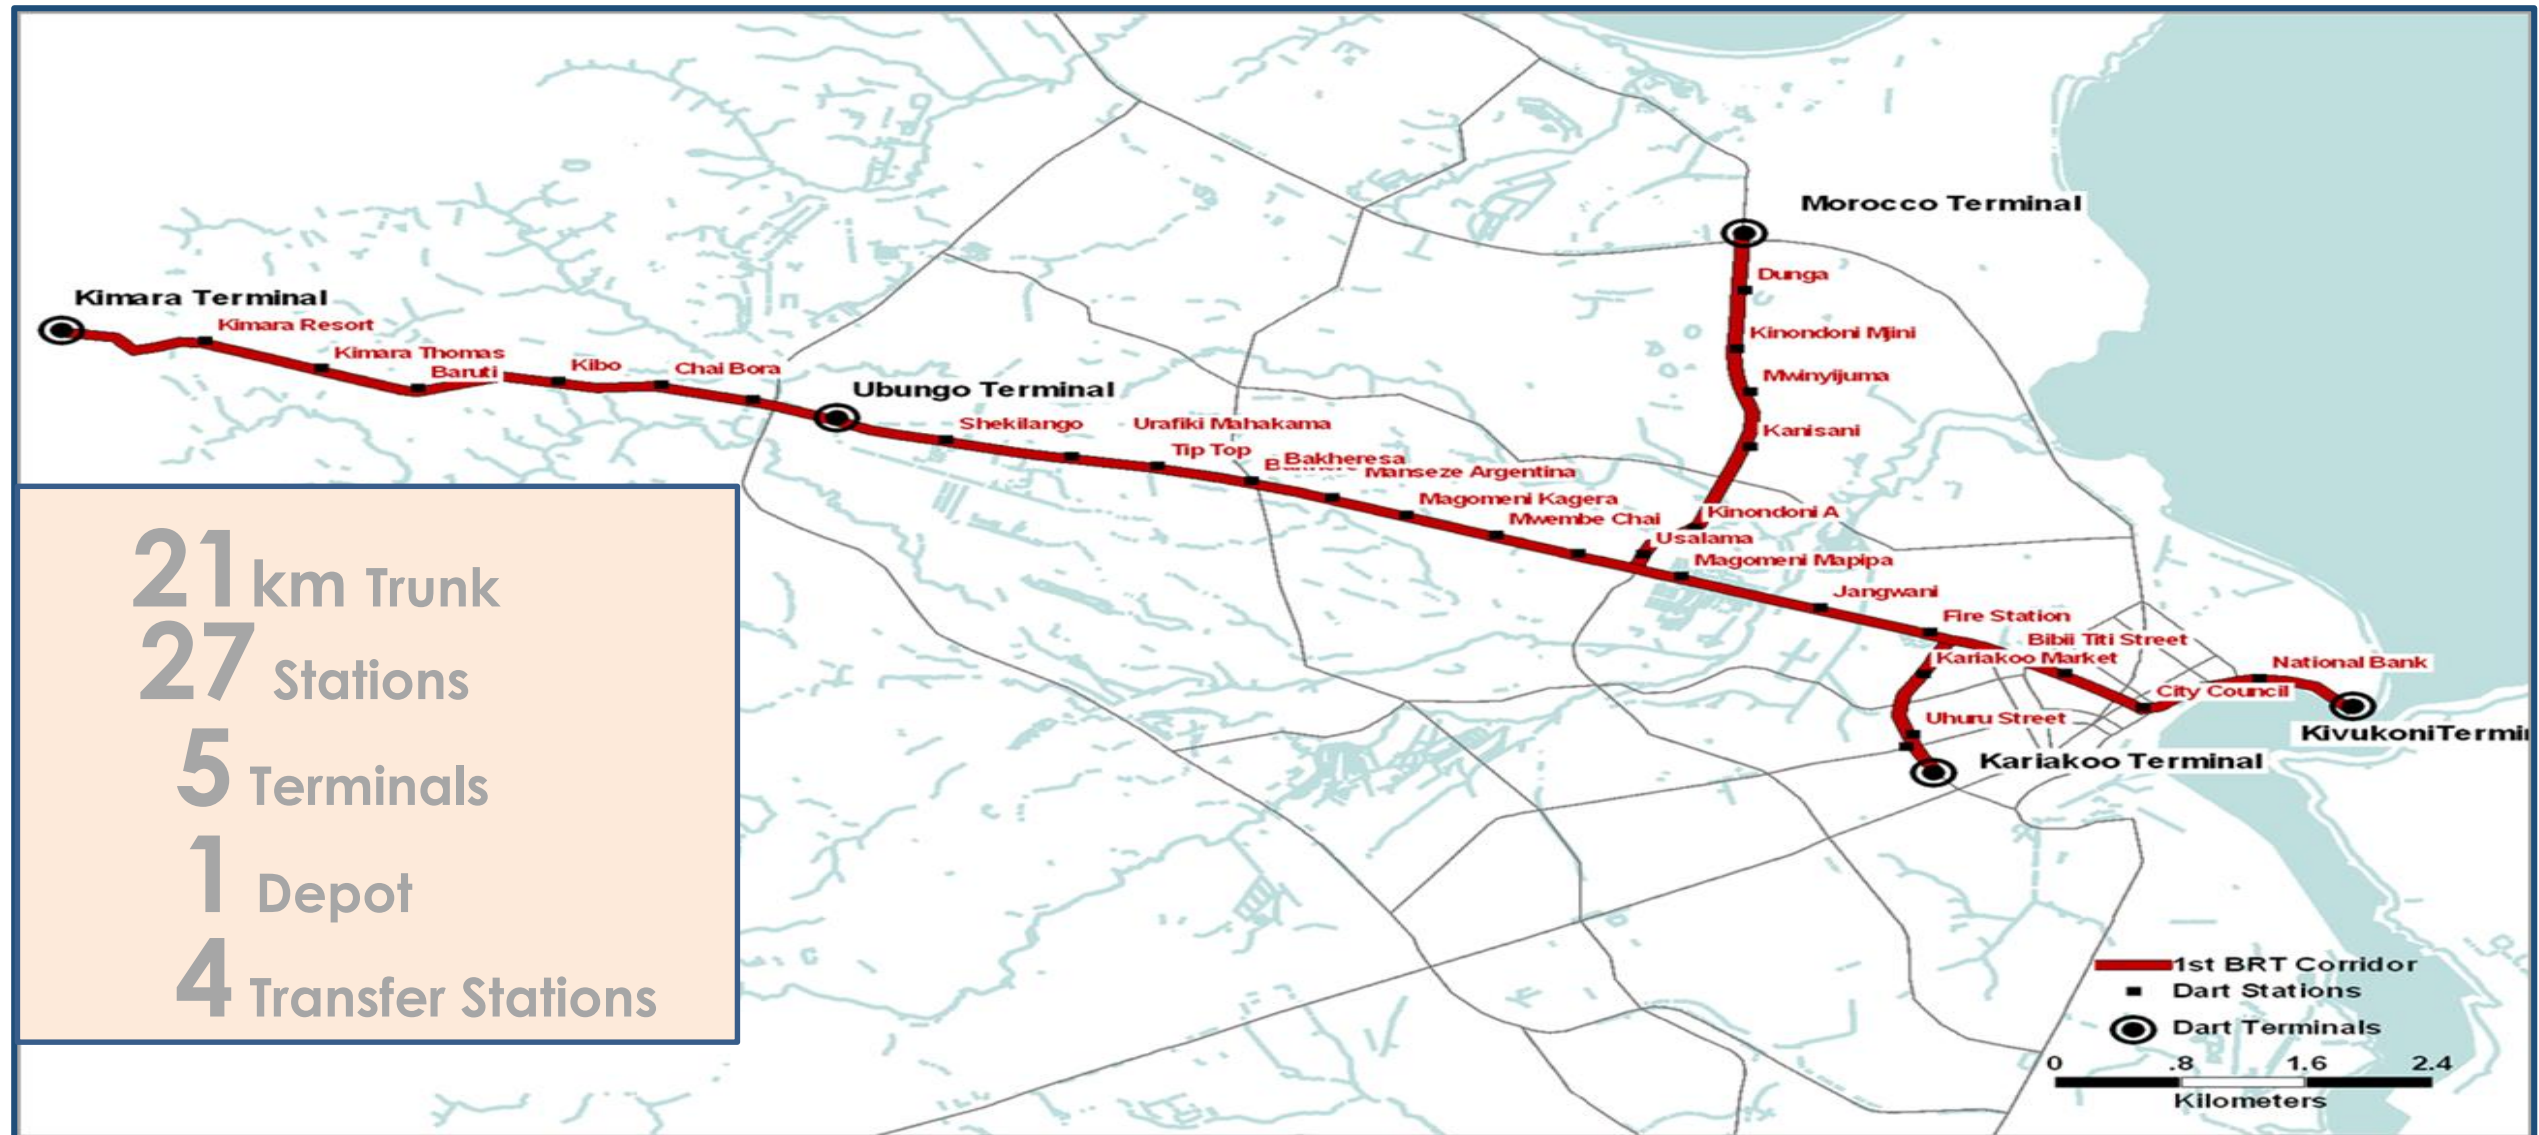 Morocco Terminal
Dunga
Kimara Terminal
Kimara Resort
Kinondoni Mjini
Kimara Thomas
Baruti
Kibo
Chai Bora
Mwinyijuma
Ubungo Terminal
Shekilango
Urafiki Mahakama
Kanisani
Tip Top
Bakheresa
Manseze Argentina
Magomeni Kagera
Mwembe Chai
Kinondoni A
Usalama
Magomeni Mapipa
Jangwani
Fire Station
Bibii Titi Street
Kariakoo Market
National Bank
City Council
Uhuru Street
KivukoniTermi
Kariakoo Terminal
21 km Trunk
27 Stations
5 Terminals
1 Depot
4 Transfer Stations
1st BRT Corridor
Dart Stations
Dart Terminals
0 .8 1.6 2.4
Kilometers